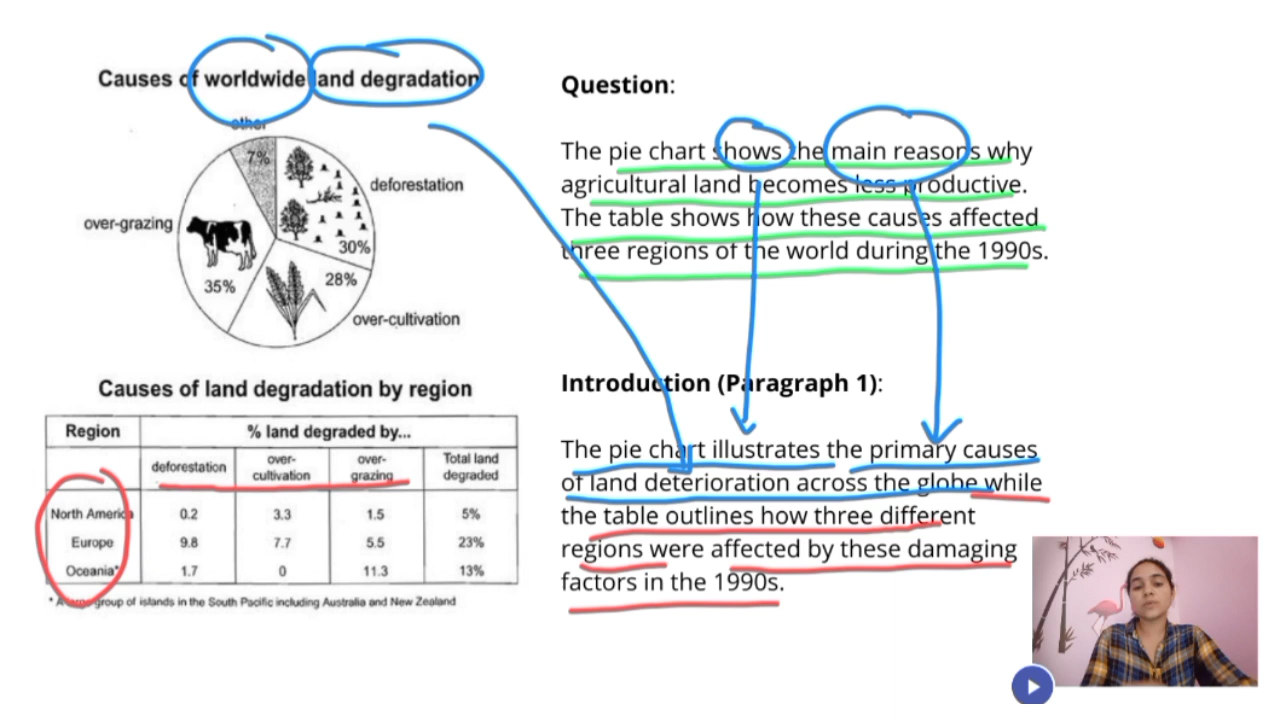 Causes of worldwide land degradation
other
7%
deforestation
30%
over-grazing
35%
28%
over-cultivation
Causes of land degradation by region
Region % land degraded by...
deforestation over-cultivation over-grazing Total land degraded
North America 0.2 3.3 1.5 5%
Europe 9.8 7.7 5.5 23%
Oceania* 1.7 0 11.3 13%
* A large group of islands in the South Pacific including Australia and New Zealand
Question:
The pie chart shows the main reasons why
agricultural land becomes less productive.
The table shows how these causes affected
three regions of the world during the 1990s.
Introduction (Paragraph 1):
The pie chart illustrates the primary causes
of land deterioration across the globe while
the table outlines how three different
regions were affected by these damaging
factors in the 1990s.